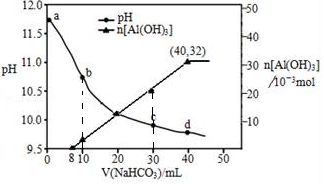 12.0
11.5
11.0
10.5
10.0
9.5
pH
a
b
c
d
pH
n[Al(OH)₃]
(40,32)
50
40
30
20
10
n[Al(OH)₃]
/10⁻³mol
0 8 10 20 30 40 50
V(NaHCO₃)/mL